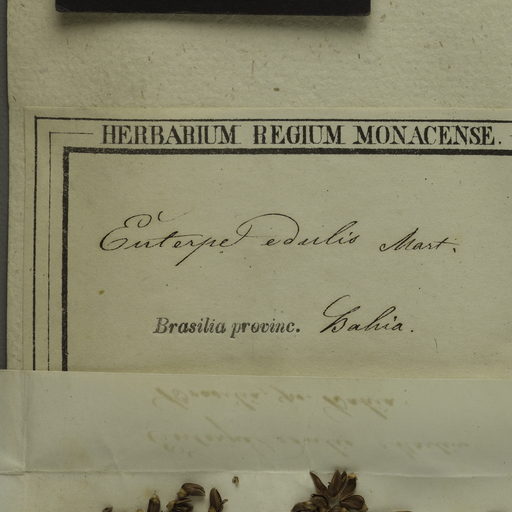 HERBARIUM REGIUM MONACENSE.
Euterpe edulis Mart.
Brasilia provinc. Bahia.